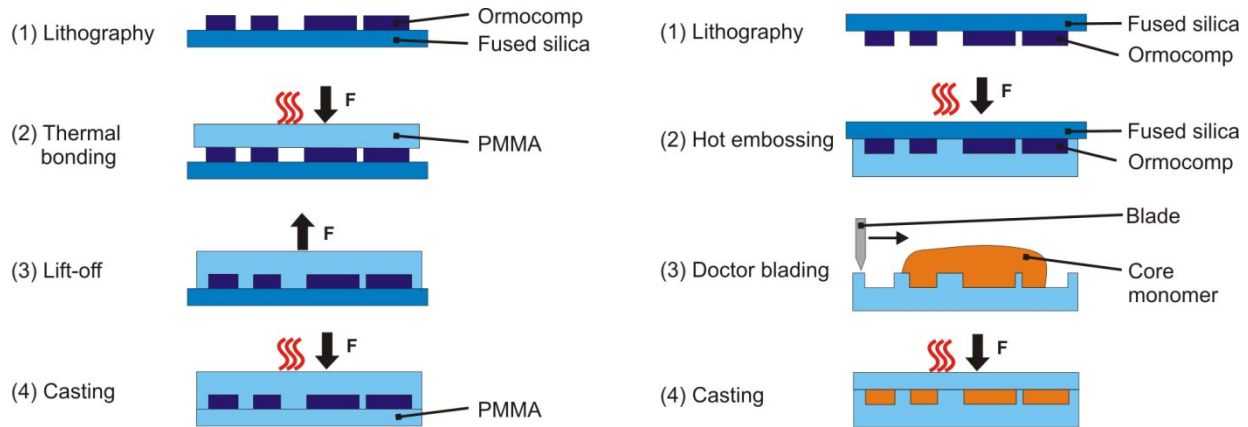 (1) Lithography
Ormocomp
Fused silica
(2) Thermal
bonding
F
PMMA
(3) Lift-off
F
(4) Casting
F
PMMA
(1) Lithography
Fused silica
Ormocomp
(2) Hot embossing
F
Fused silica
Ormocomp
(3) Doctor blading
Blade
Core
monomer
(4) Casting
F